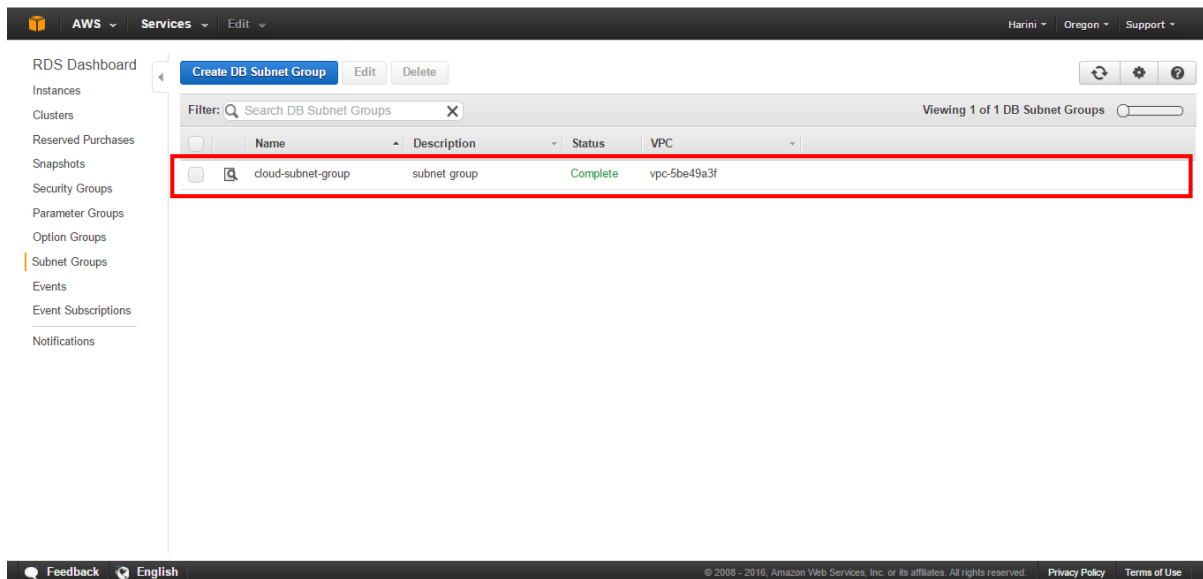 AWS Services Edit Harini Oregon Support
RDS Dashboard
Instances
Clusters
Reserved Purchases
Snapshots
Security Groups
Parameter Groups
Option Groups
Subnet Groups
Events
Event Subscriptions
Notifications
Create DB Subnet Group Edit Delete
Filter: Search DB Subnet Groups Viewing 1 of 1 DB Subnet Groups
Name Description Status VPC
cloud-subnet-group subnet group Complete vpc-5be49a3f
Feedback English © 2008 - 2016, Amazon Web Services, Inc. or its affiliates. All rights reserved. Privacy Policy Terms of Use